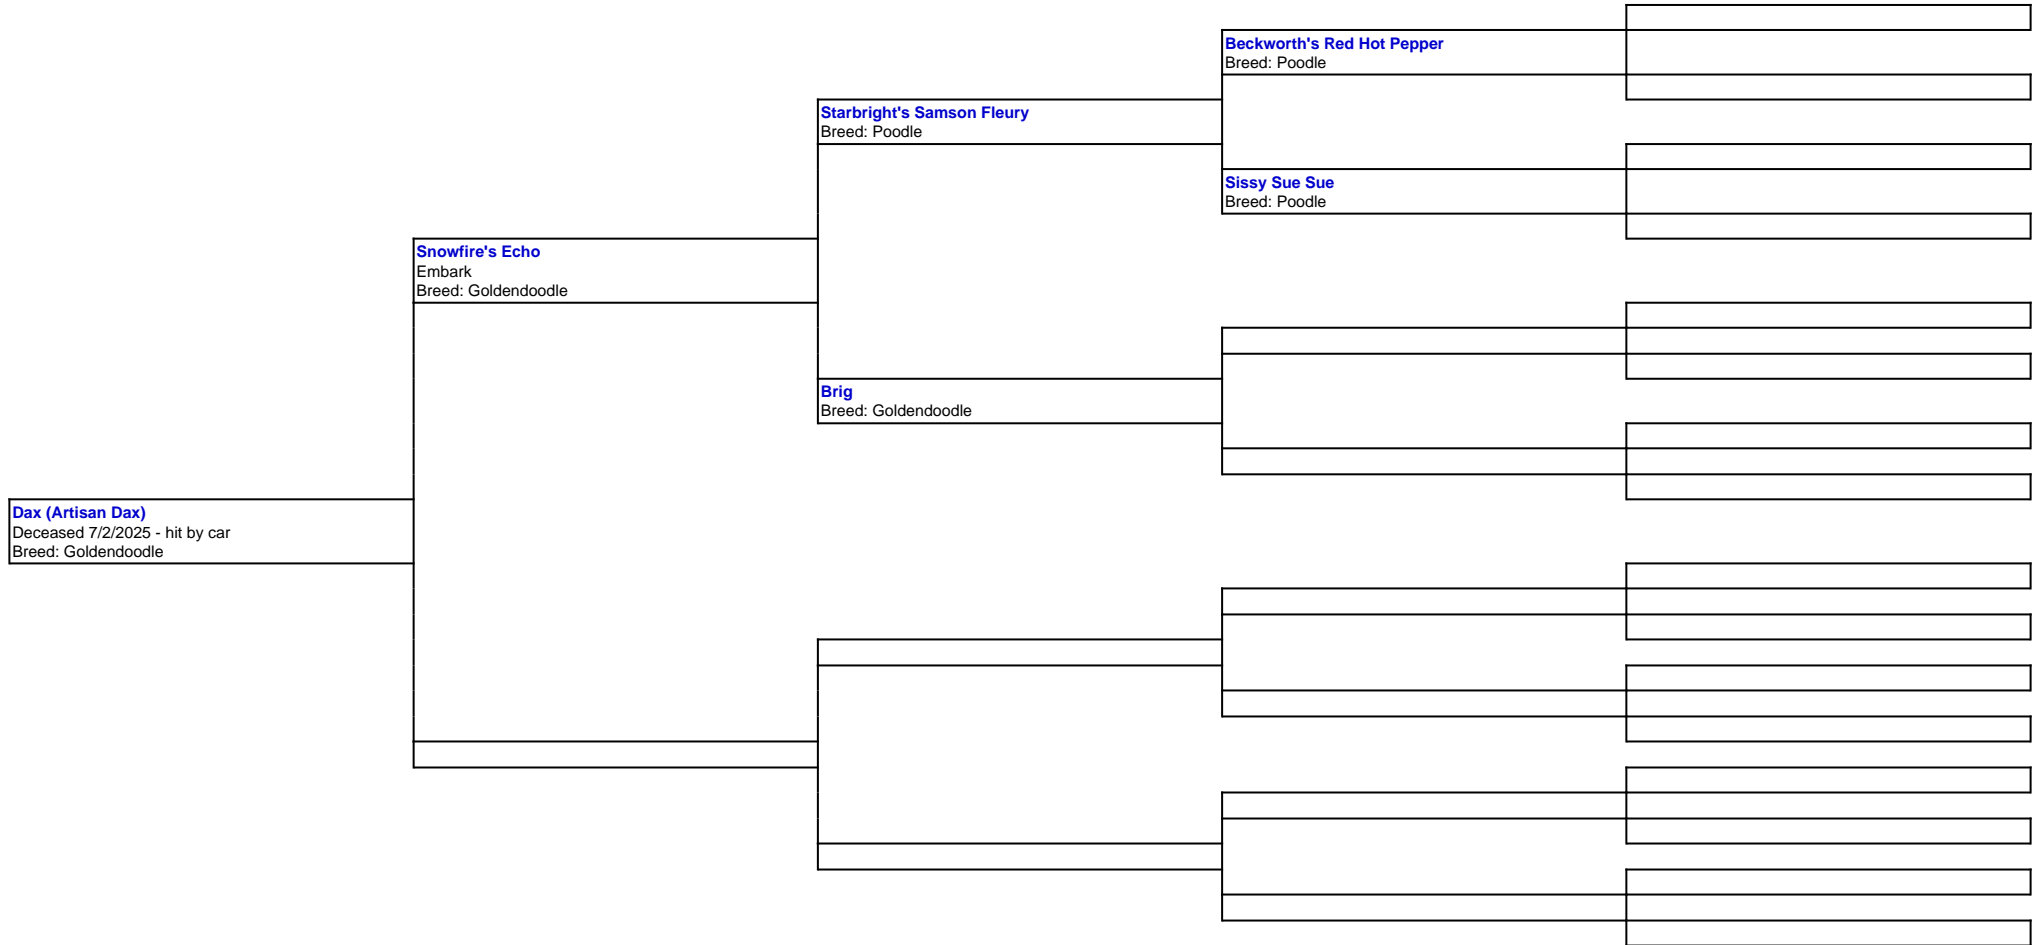 Beckworth's Red Hot Pepper
Breed: Poodle
Starbright's Samson Fleury
Breed: Poodle
Sissy Sue Sue
Breed: Poodle
Snowfire's Echo
Embark
Breed: Goldendoodle
Brig
Breed: Goldendoodle
Dax (Artisan Dax)
Deceased 7/2/2025 - hit by car
Breed: Goldendoodle